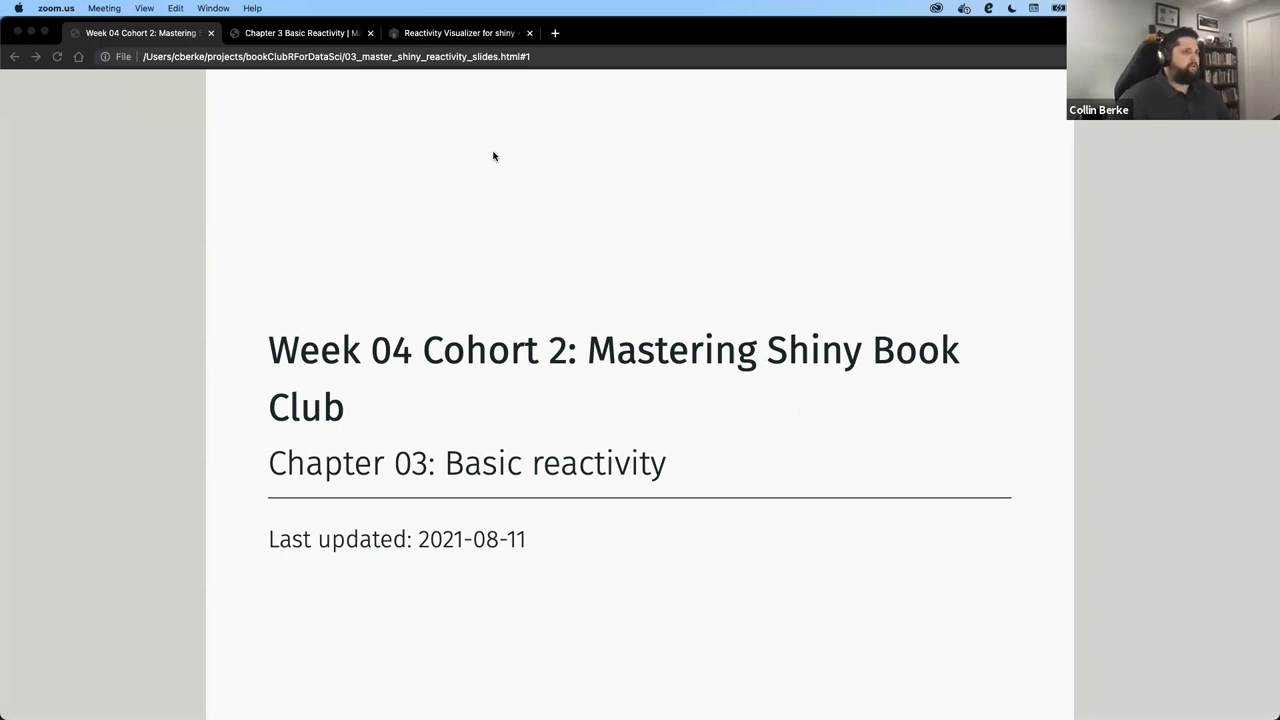 zoom.us Meeting View Edit Window Help
Week 04 Cohort 2: Mastering
Chapter 3 Basic Reactivity |
Reactivity Visualizer for shiny
File /Users/cberke/projects/bookClubRForDataSci/03_master_shiny_reactivity_slides.html#1
Collin Berke
Week 04 Cohort 2: Mastering Shiny Book
Club
Chapter 03: Basic reactivity
Last updated: 2021-08-11